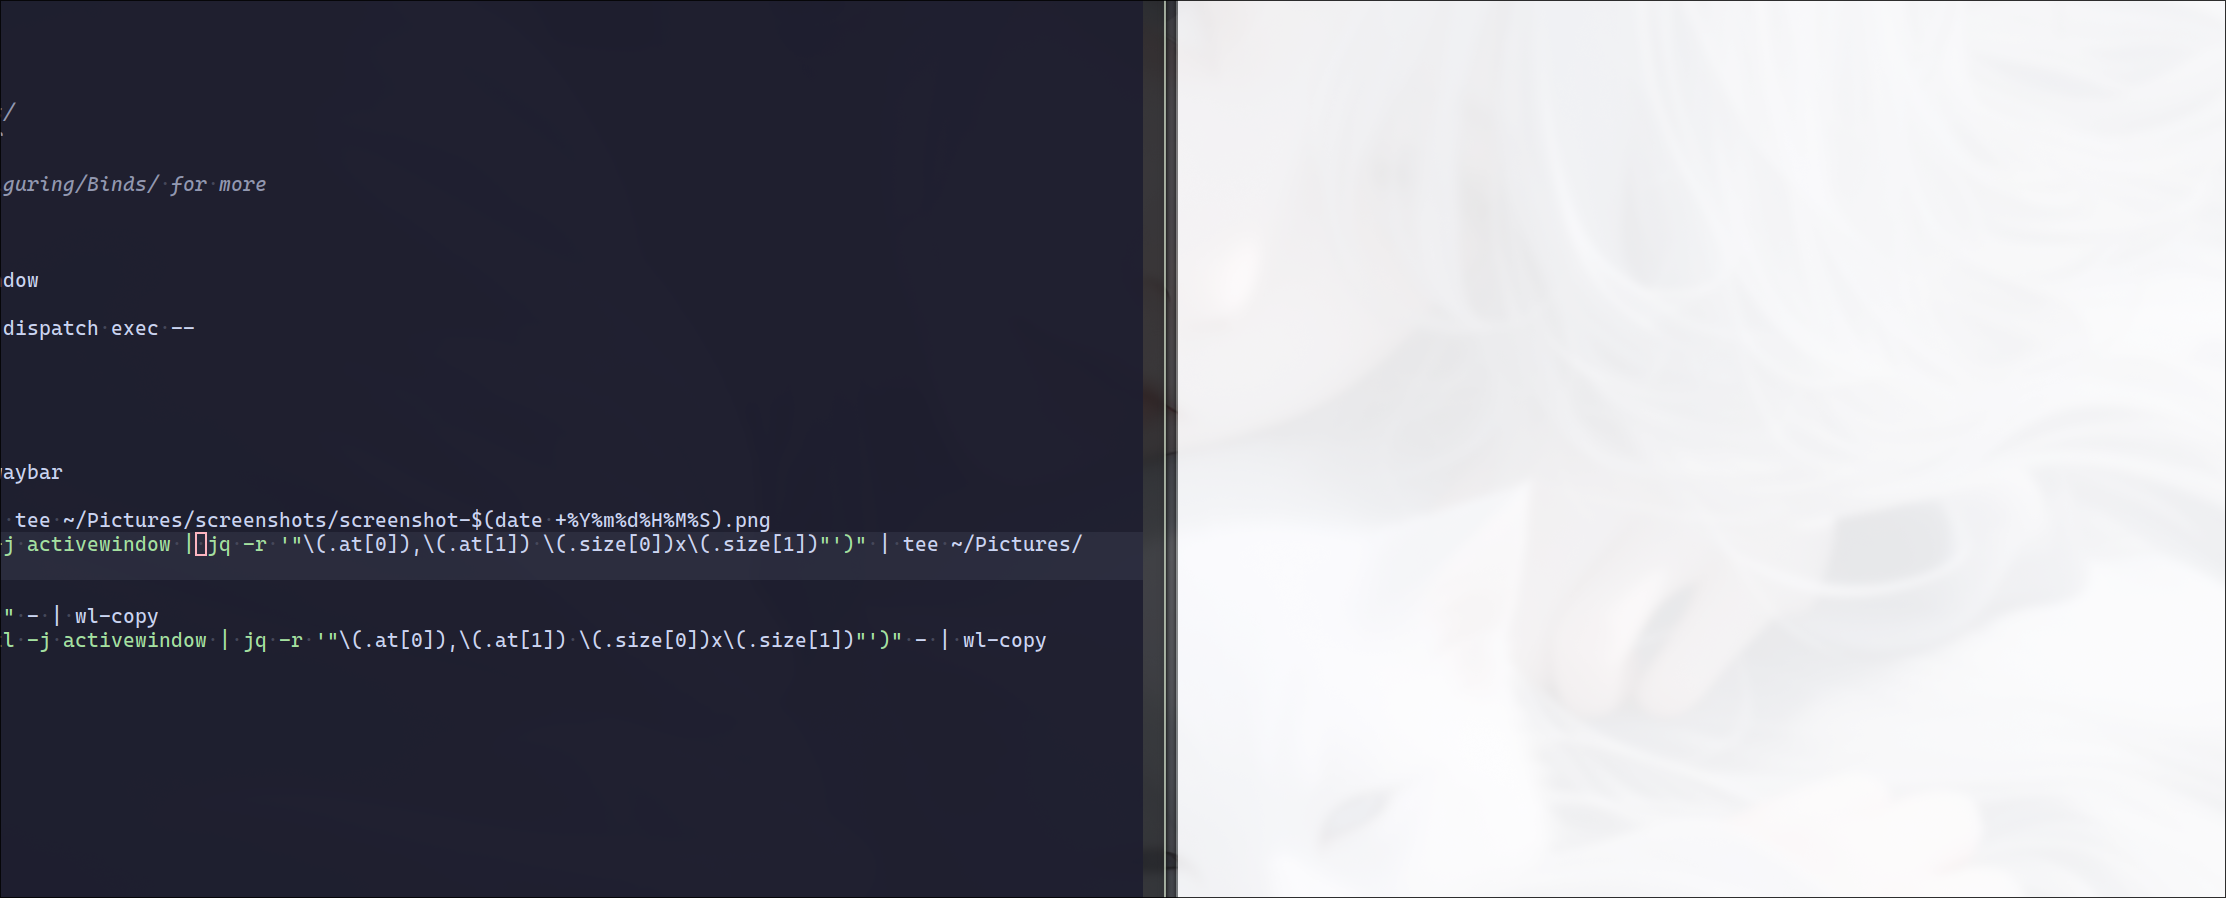 /
guring/Binds/ for more
dow
dispatch exec --
aybar
tee ~/Pictures/screenshots/screenshot-$(date +%Y%m%d%H%M%S).png
-j activewindow | jq -r '"\(.at[0]),\(.at[1]) \(.size[0])x\(.size[1])"')" | tee ~/Pictures/
" - | wl-copy
l -j activewindow | jq -r '"\(.at[0]),\(.at[1]) \(.size[0])x\(.size[1])"')" - | wl-copy